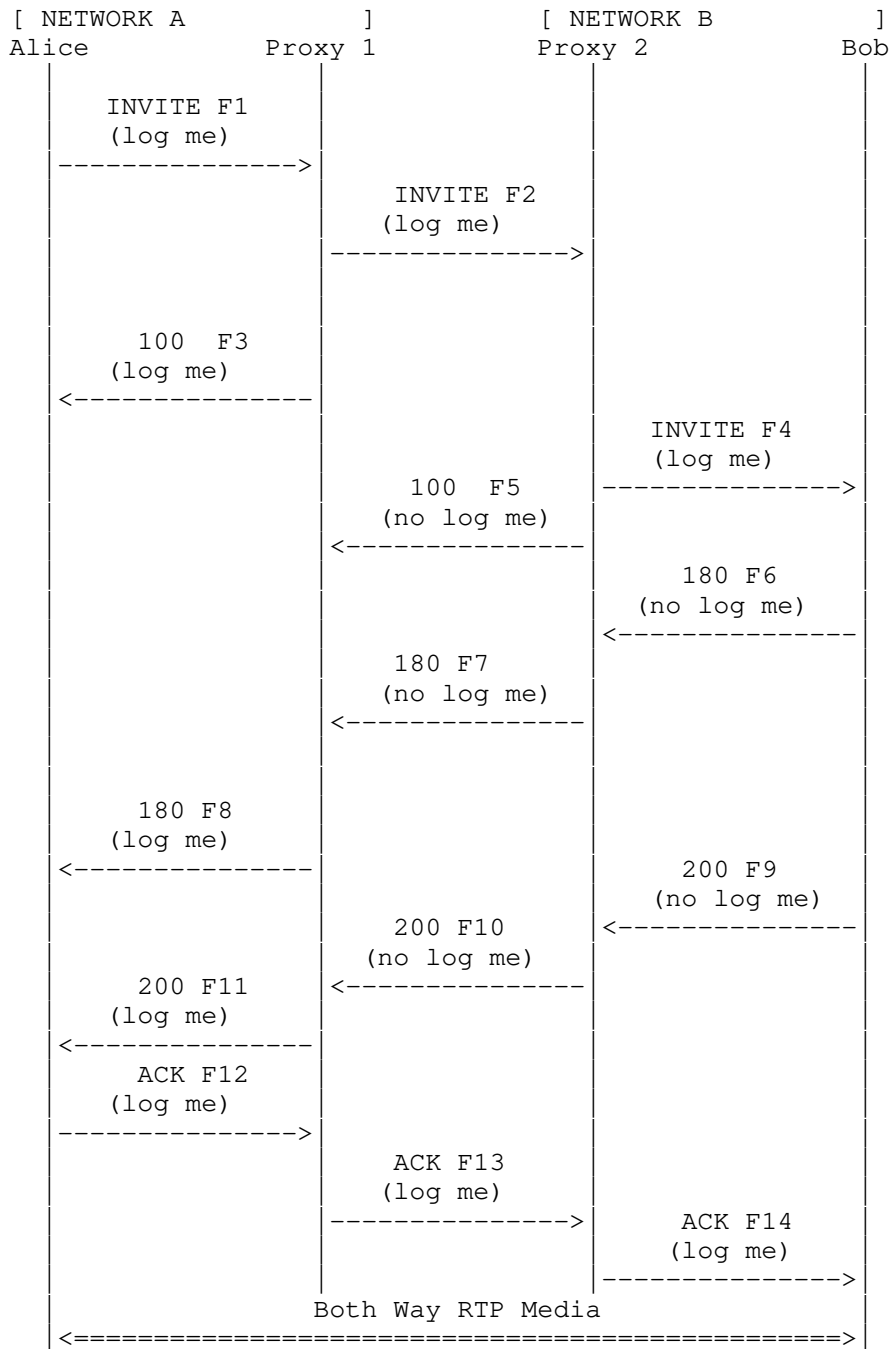 [ NETWORK A ] [ NETWORK B ]
Alice Proxy 1 Proxy 2 Bob
INVITE F1
(log me)
INVITE F2
(log me)
100 F3
(log me)
INVITE F4
(log me)
100 F5
(no log me)
180 F6
(no log me)
180 F7
(no log me)
180 F8
(log me)
200 F9
(no log me)
200 F10
(no log me)
200 F11
(log me)
ACK F12
(log me)
ACK F13
(log me)
ACK F14
(log me)
Both Way RTP Media